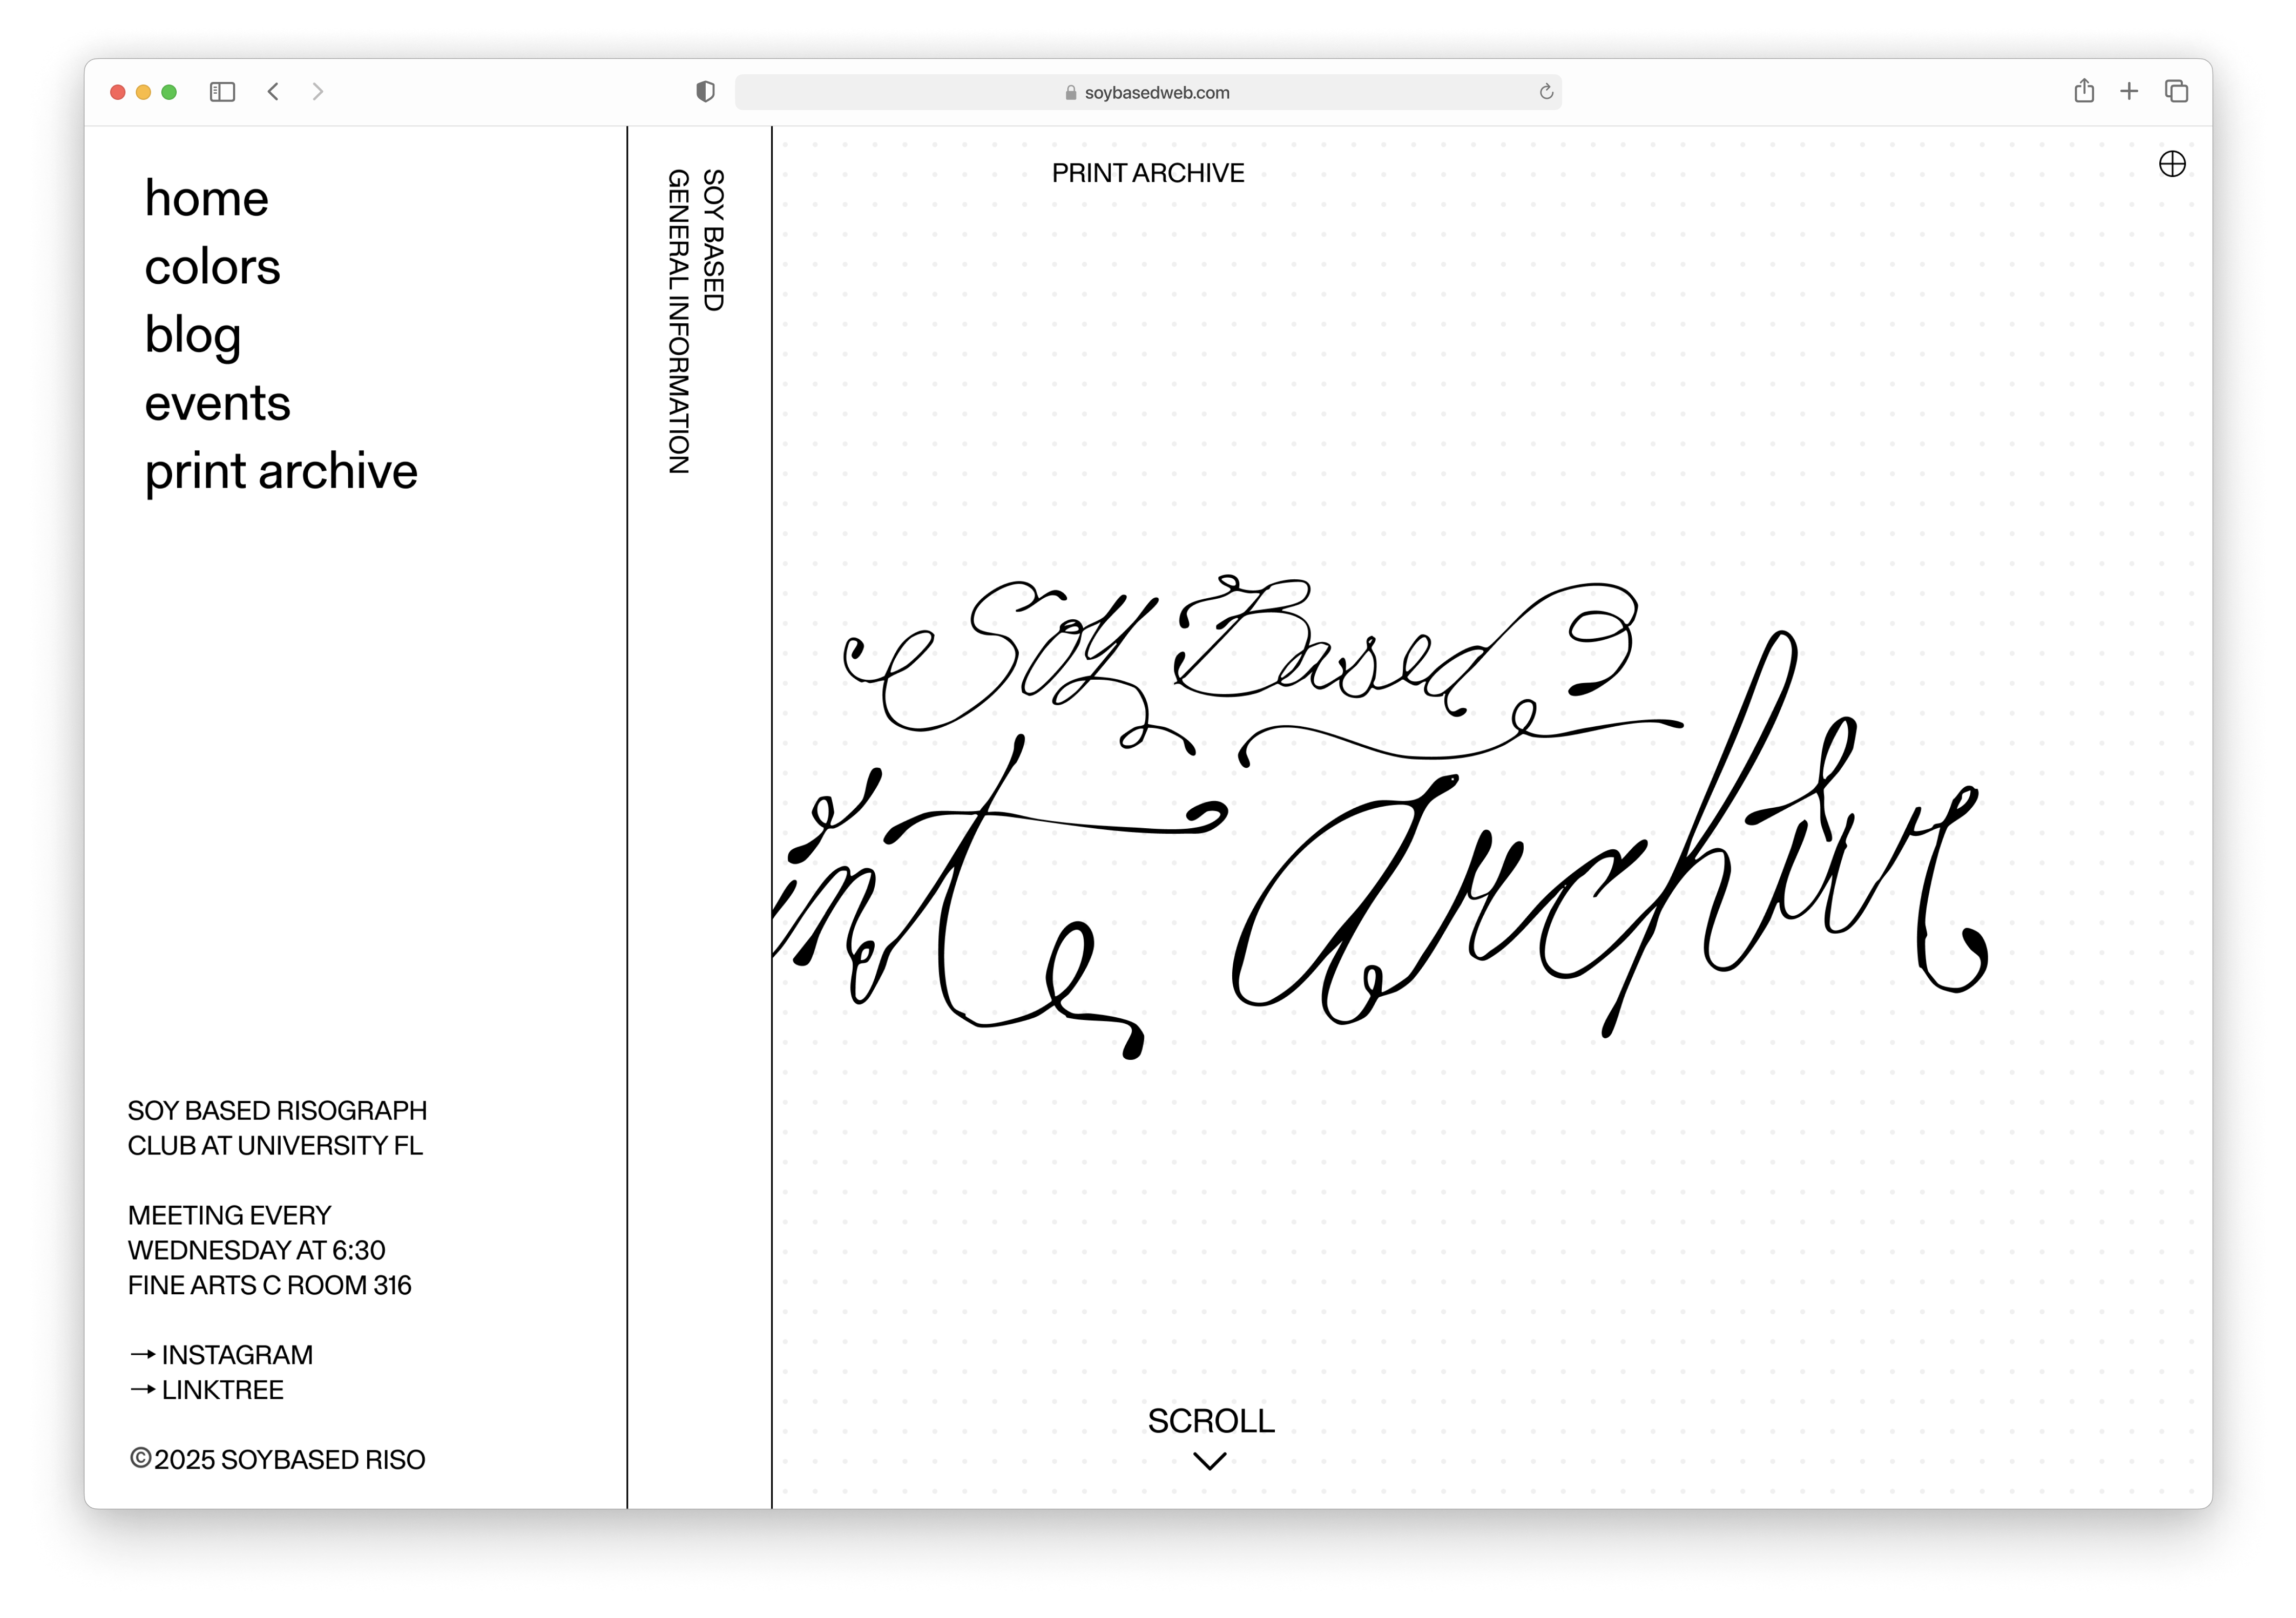 soybasedweb.com
home
colors
blog
events
print archive
SOY BASED RISOGRAPH
CLUB AT UNIVERSITY FL
MEETING EVERY
WEDNESDAY AT 6:30
FINE ARTS C ROOM 316
→ INSTAGRAM
→ LINKTREE
©2025 SOYBASED RISO
SOY BASED
GENERAL INFORMATION
PRINT ARCHIVE
Soy Based
int Archive
SCROLL